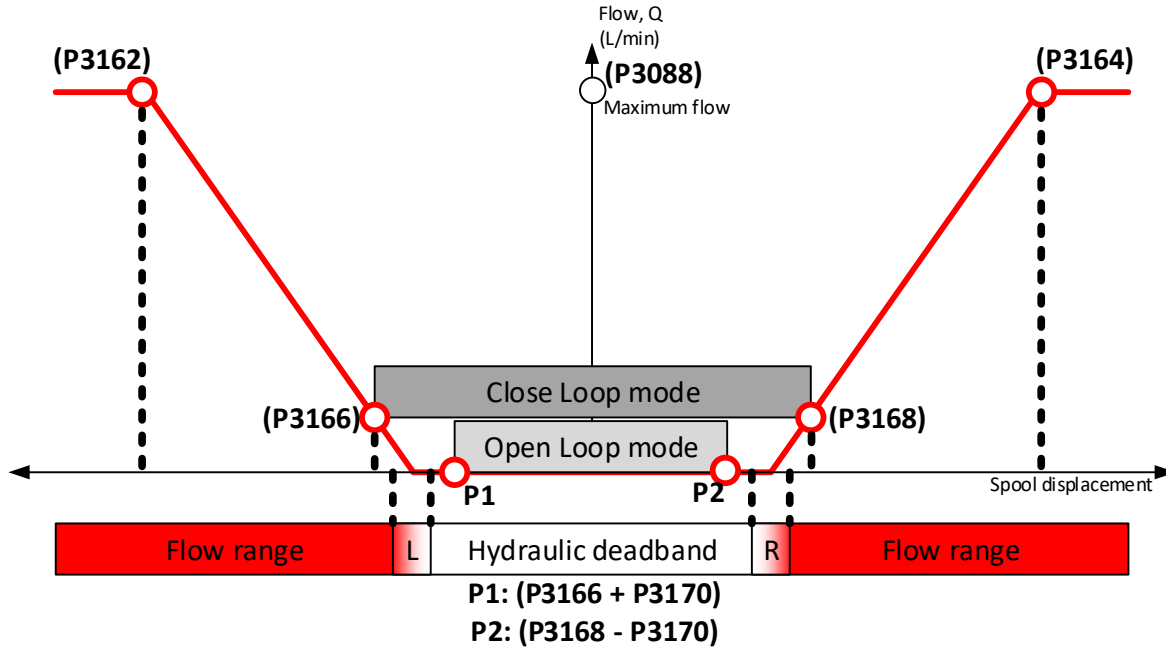 Flow, Q
(L/min)
(P3162)
(P3088)
(P3164)
Maximum flow
Close Loop mode
(P3166)
(P3168)
Open Loop mode
P1
P2
Spool displacement
Flow range
L
Hydraulic deadband
R
Flow range
P1: (P3166 + P3170)
P2: (P3168 - P3170)